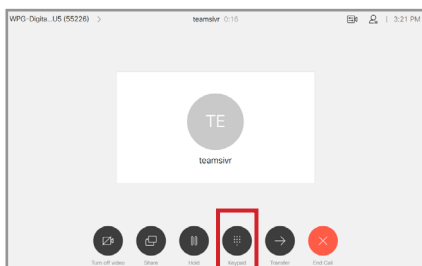 WPG-Digita...U5 (55226) > teamsivr 0:16 3:21 PM
TE
teamsivr
Turn off video Share Hold Keypad Transfer End Call